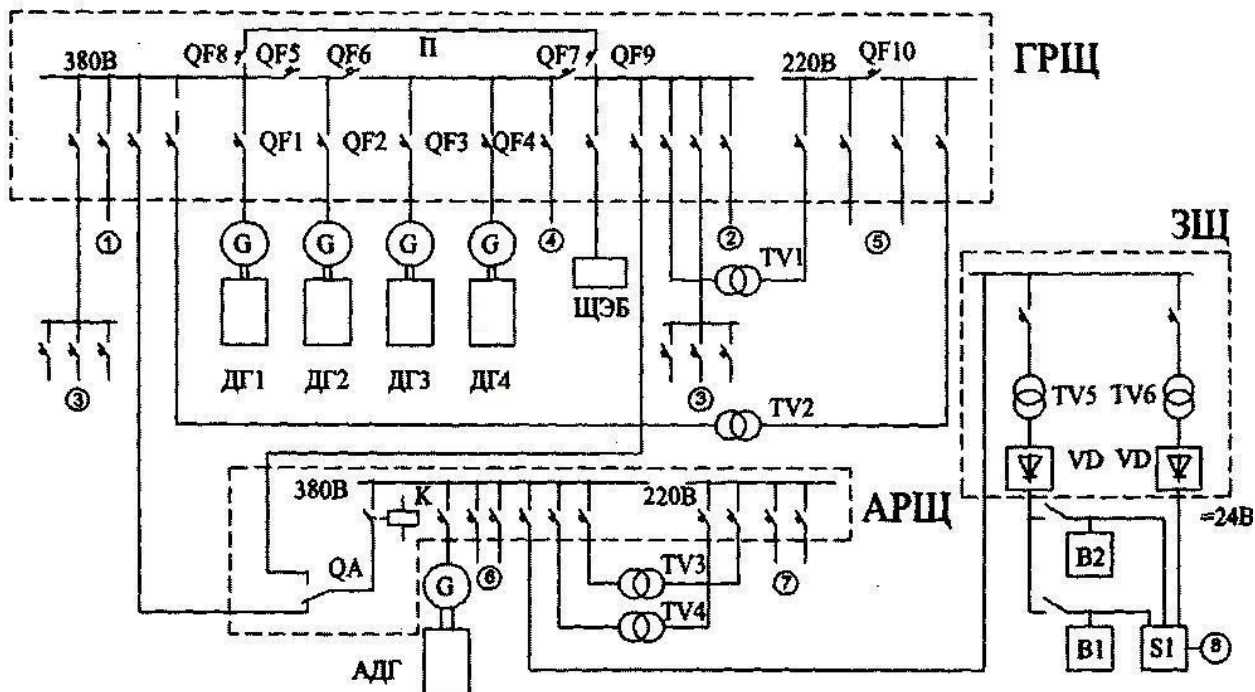 380В QF8 QF5 QF6 П QF7 QF9 220В QF10 ГРЩ
QF1 QF2 QF3 QF4
① ④ ② ⑤ ЗЩ
G G G G
TV1
ЩЭБ
ДГ1 ДГ2 ДГ3 ДГ4
③ ③
TV2 TV5 TV6
VD VD
380В К 220В АРЩ =24В
QA
G ⑥ TV3 ⑦ B2
TV4
АДГ B1 S1 ⑧